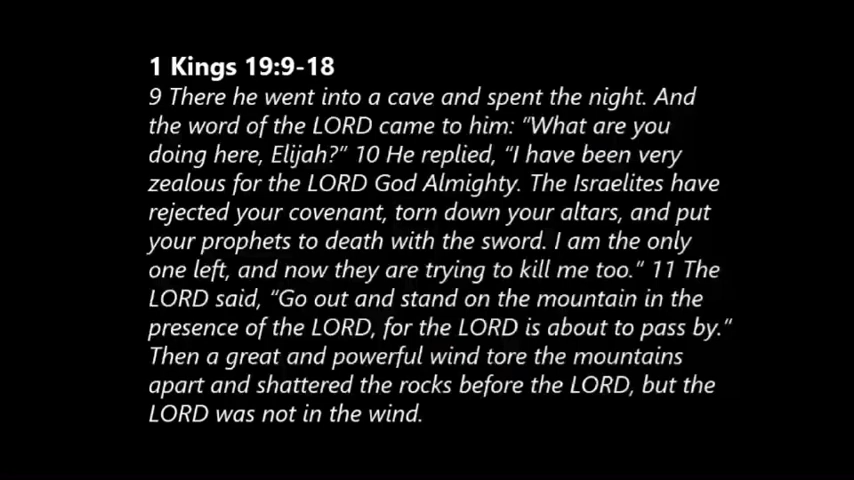 1 Kings 19:9-18
9 There he went into a cave and spent the night. And
the word of the LORD came to him: “What are you
doing here, Elijah?” 10 He replied, “I have been very
zealous for the LORD God Almighty. The Israelites have
rejected your covenant, torn down your altars, and put
your prophets to death with the sword. I am the only
one left, and now they are trying to kill me too.” 11 The
LORD said, “Go out and stand on the mountain in the
presence of the LORD, for the LORD is about to pass by.”
Then a great and powerful wind tore the mountains
apart and shattered the rocks before the LORD, but the
LORD was not in the wind.